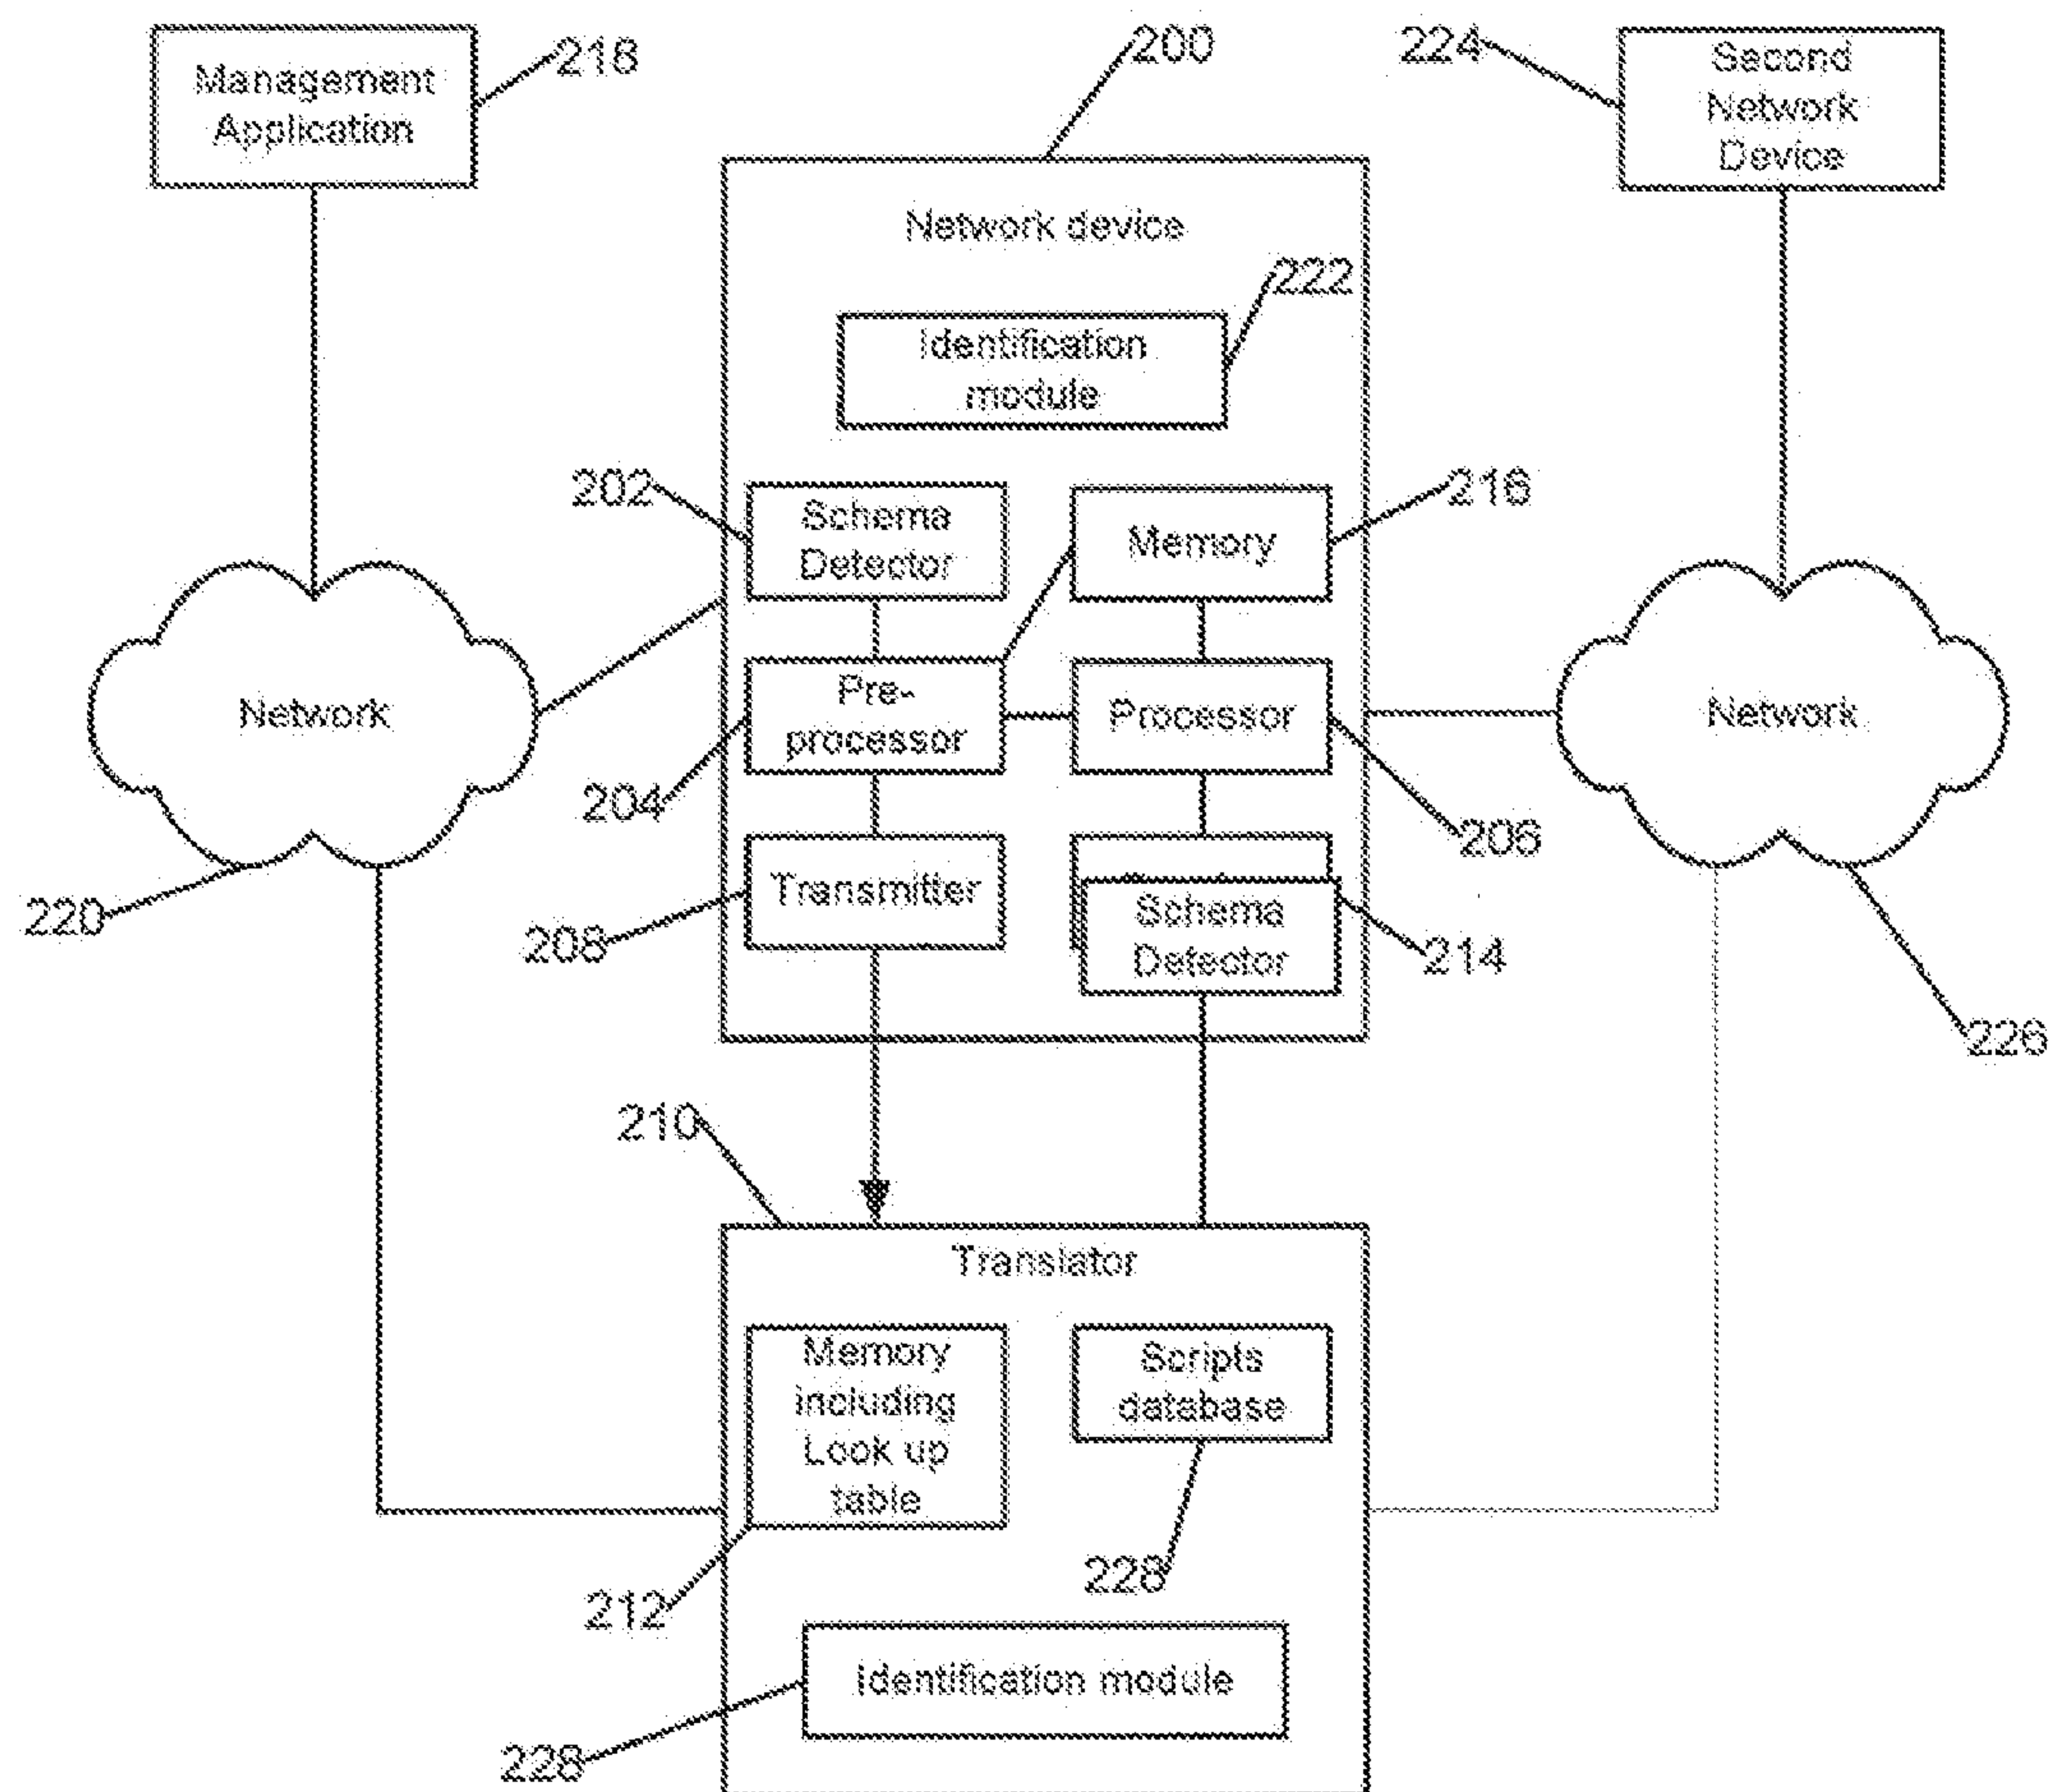 Management
Application
218
200
224
Second
Network
Device
Network device
222
Identification
module
202
Schema
Detector
Memory
216
Network
Pre-
processor
Processor
Network
204
206
Transmitter
208
Schema
Detector
214
220
226
210
Translator
Memory
including
Look up
table
Scripts
database
212
228
Identification module
228